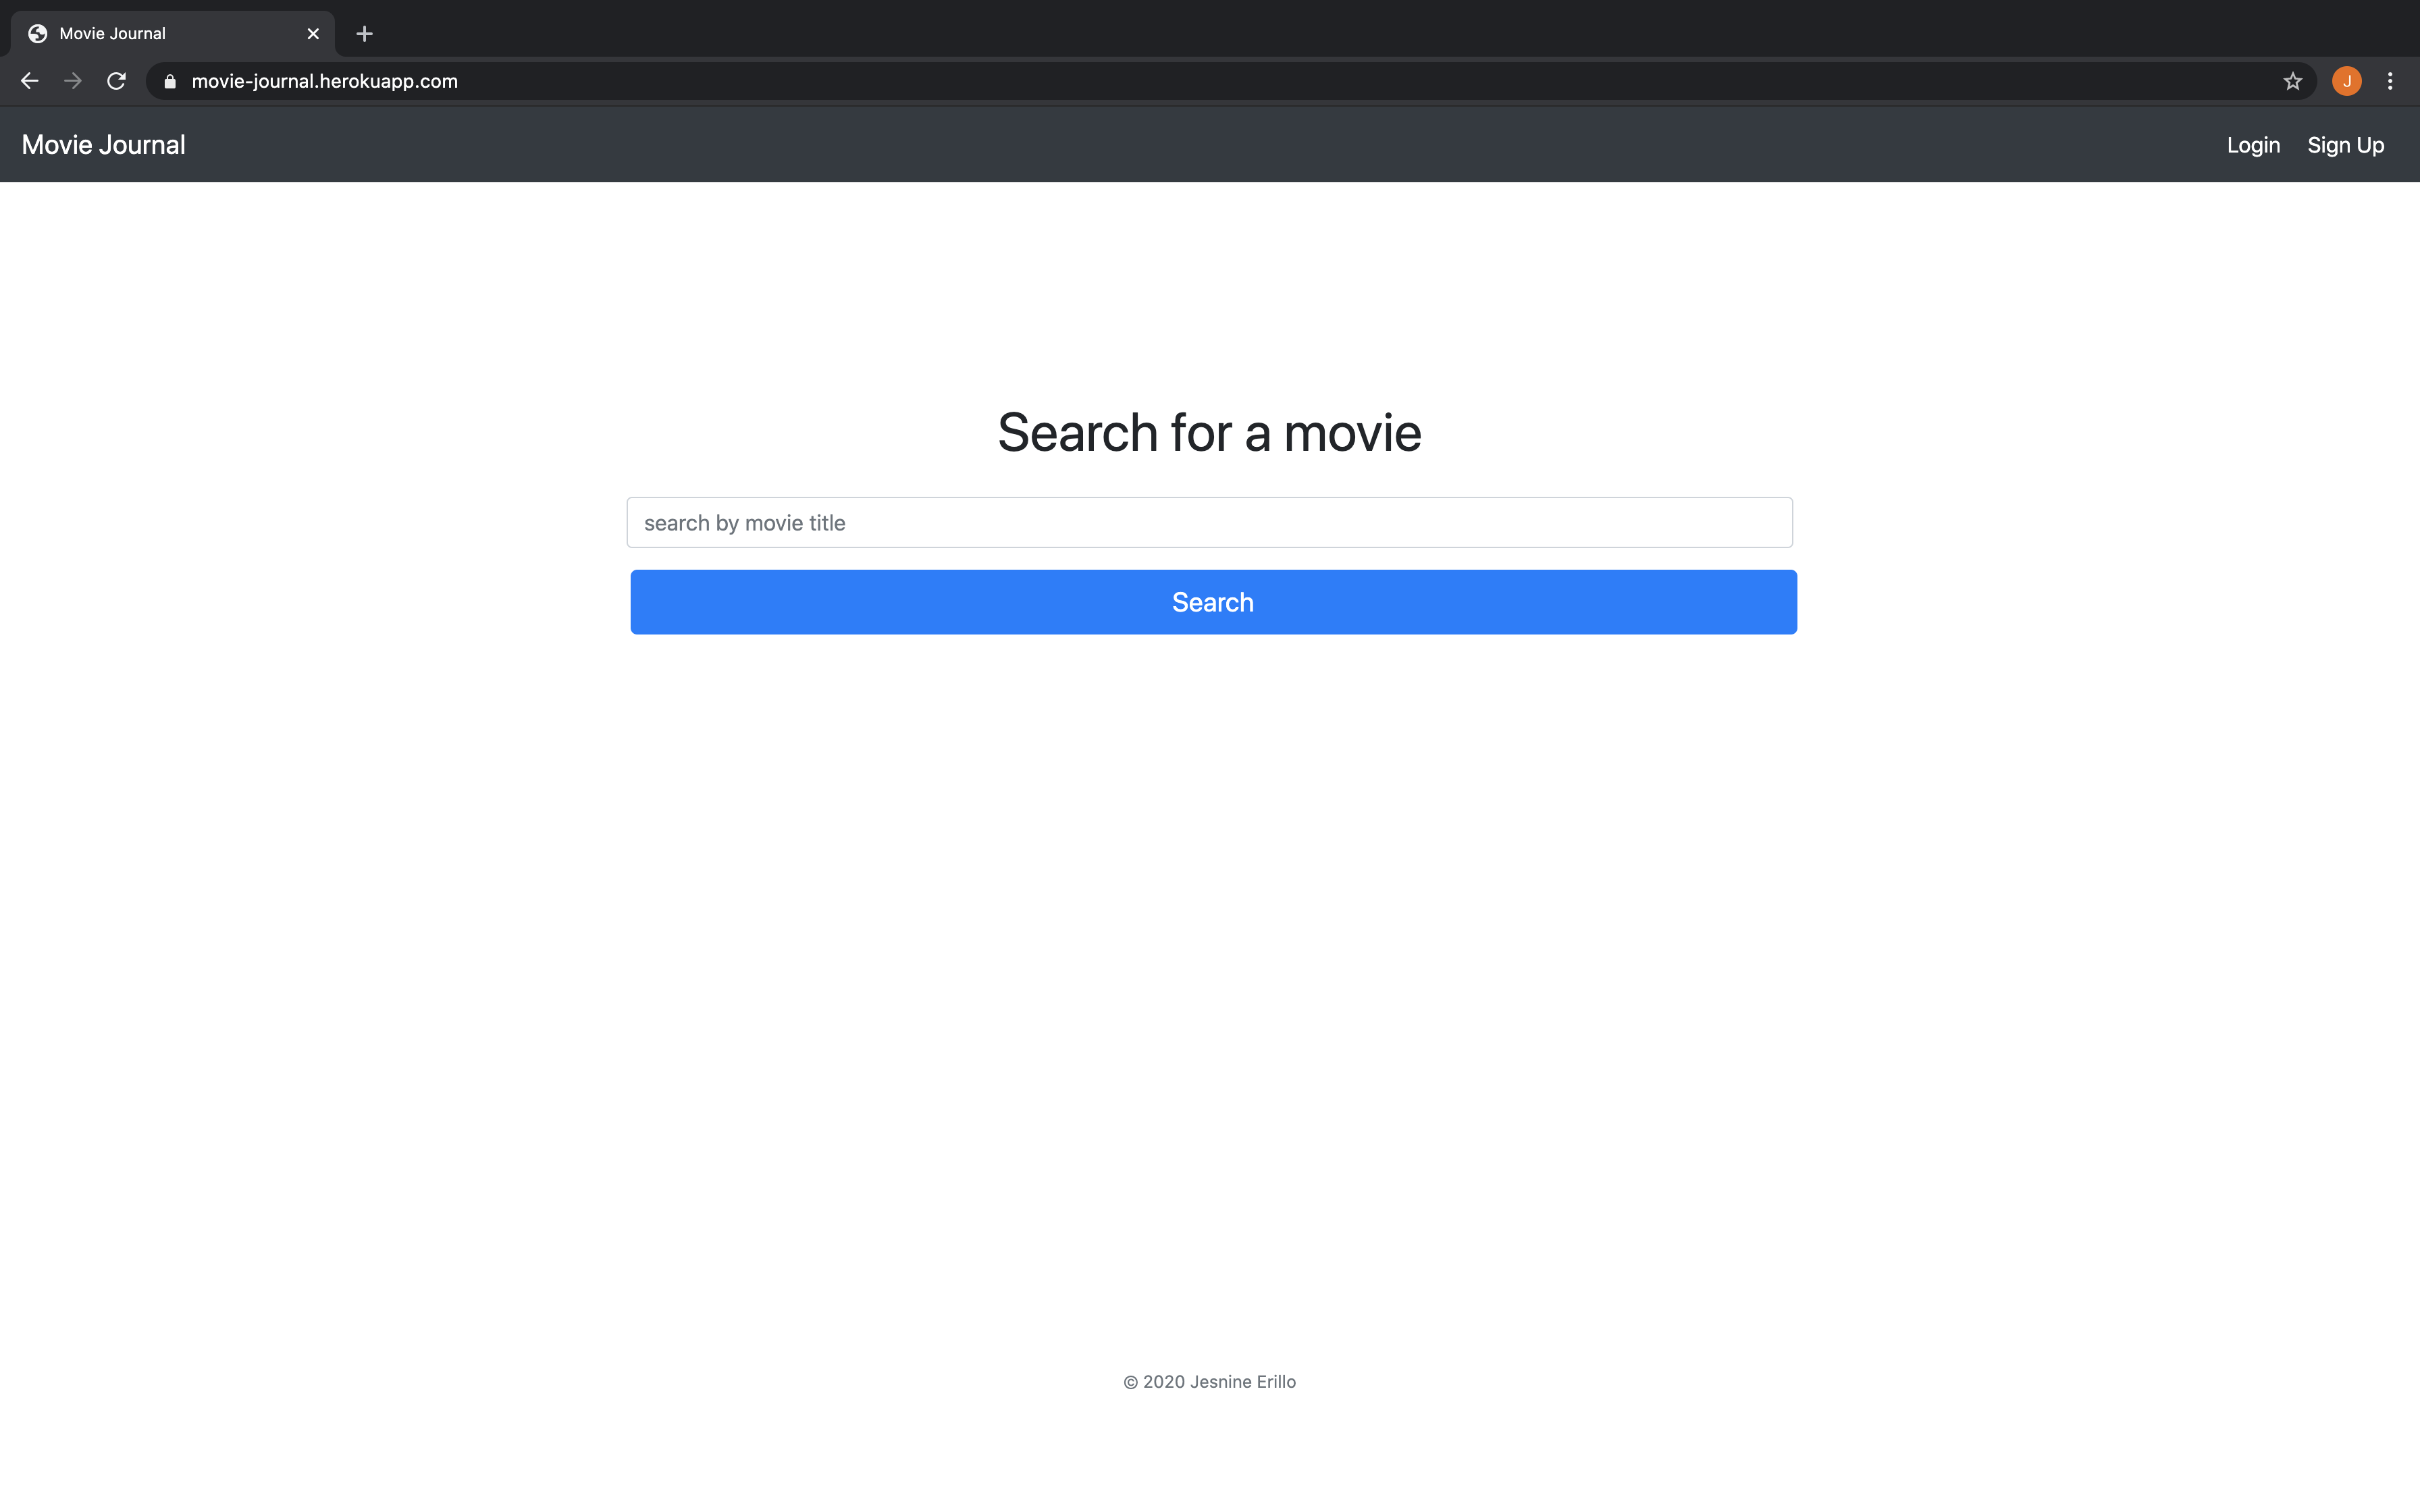 Movie Journal
movie-journal.herokuapp.com
J
Movie Journal
Login Sign Up
Search for a movie
search by movie title
Search
© 2020 Jesnine Erillo